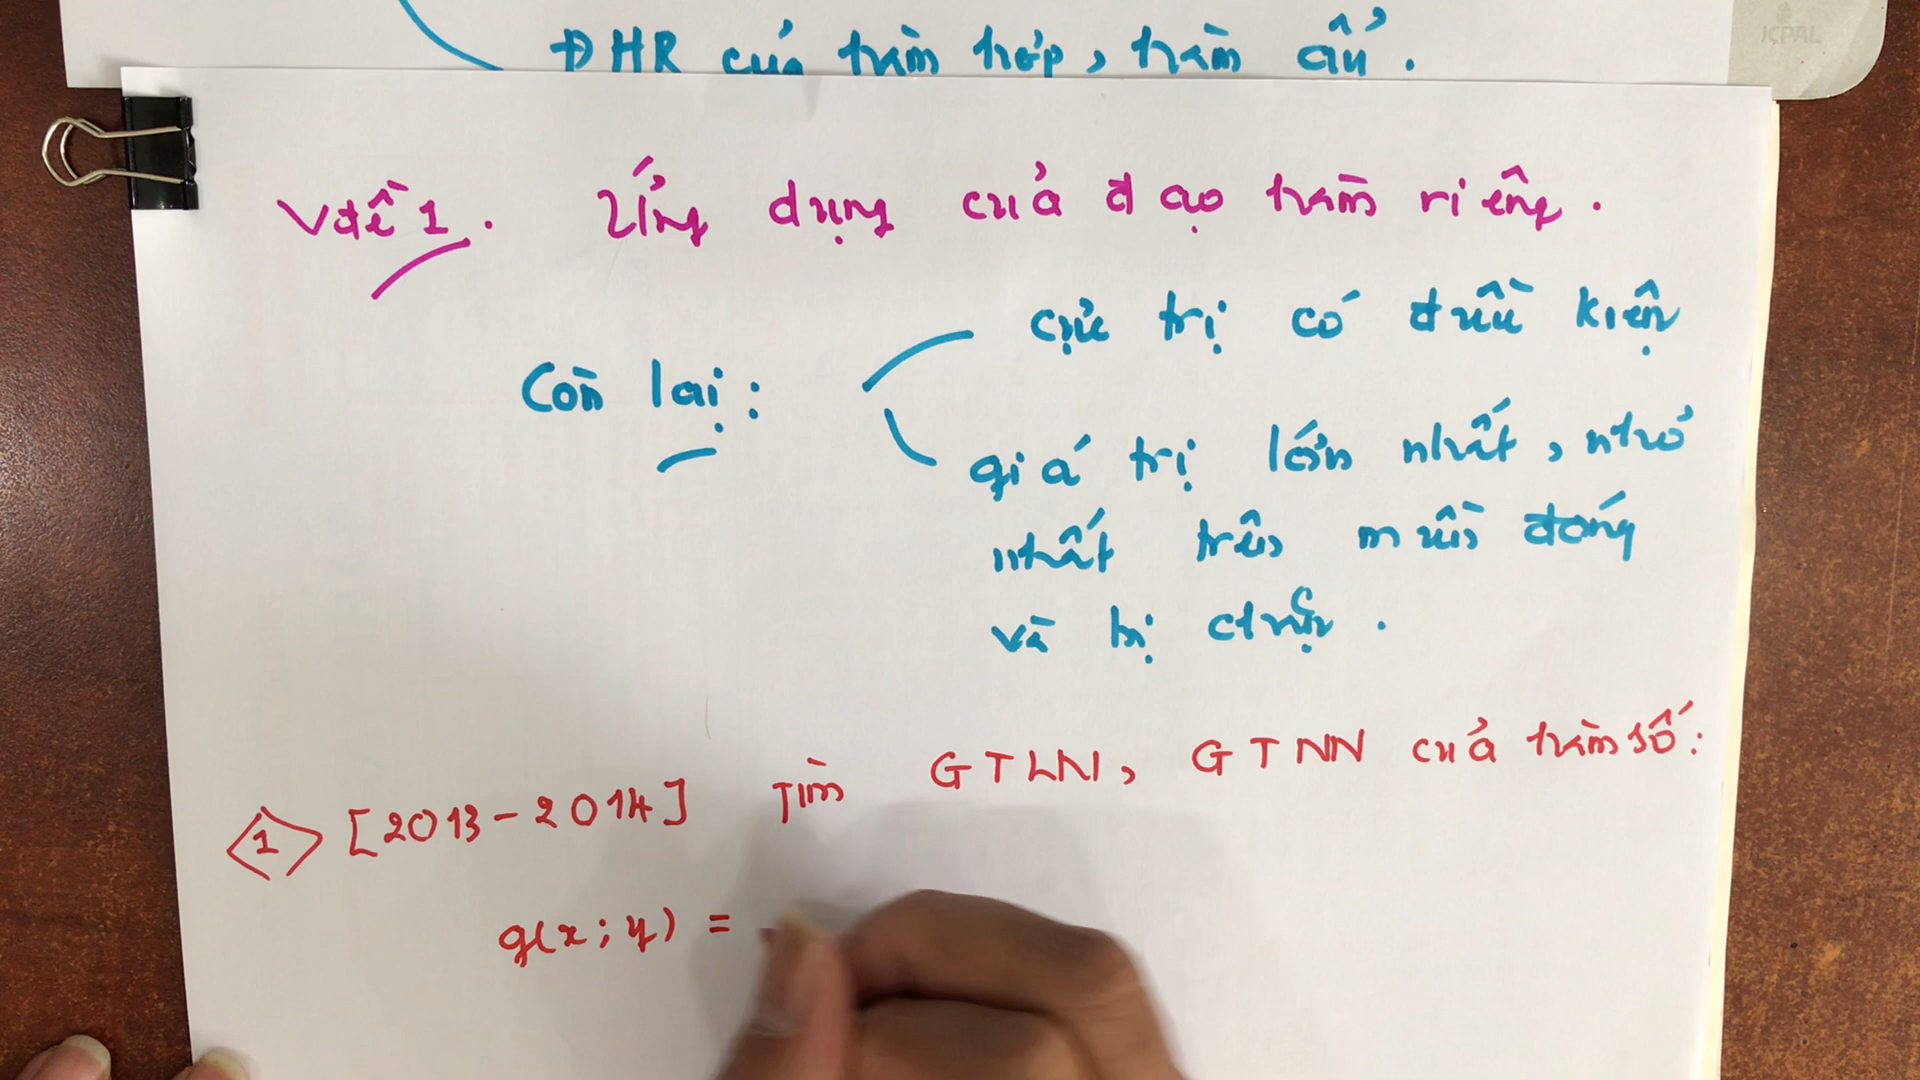 ICPAL
ĐHR của hàm hợp, hàm ẩn.
Vđề 1. Ứng dụng của đạo hàm riêng.
Còn lại:
cực trị có điều kiện
giá trị lớn nhất, nhỏ
nhất trên miền đóng
và bị chặn.
1 [2013-2014] Tìm GTLN, GTNN của hàm số:
g(x;y) =